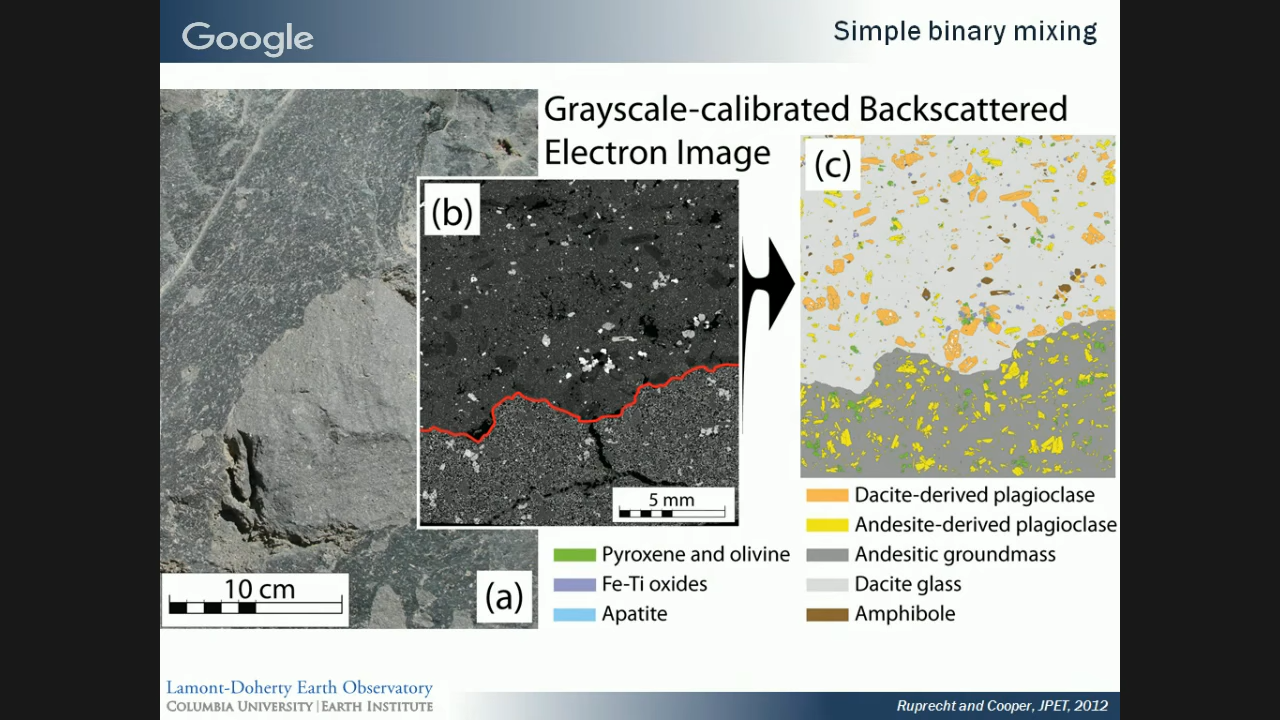 Google
Simple binary mixing
Grayscale-calibrated Backscattered
Electron Image
(c)
(b)
5 mm
Dacite-derived plagioclase
Andesite-derived plagioclase
Pyroxene and olivine
Andesitic groundmass
Fe-Ti oxides
Dacite glass
10 cm
(a)
Apatite
Amphibole
Lamont-Doherty Earth Observatory
COLUMBIA UNIVERSITY | EARTH INSTITUTE
Ruprecht and Cooper, JPET, 2012